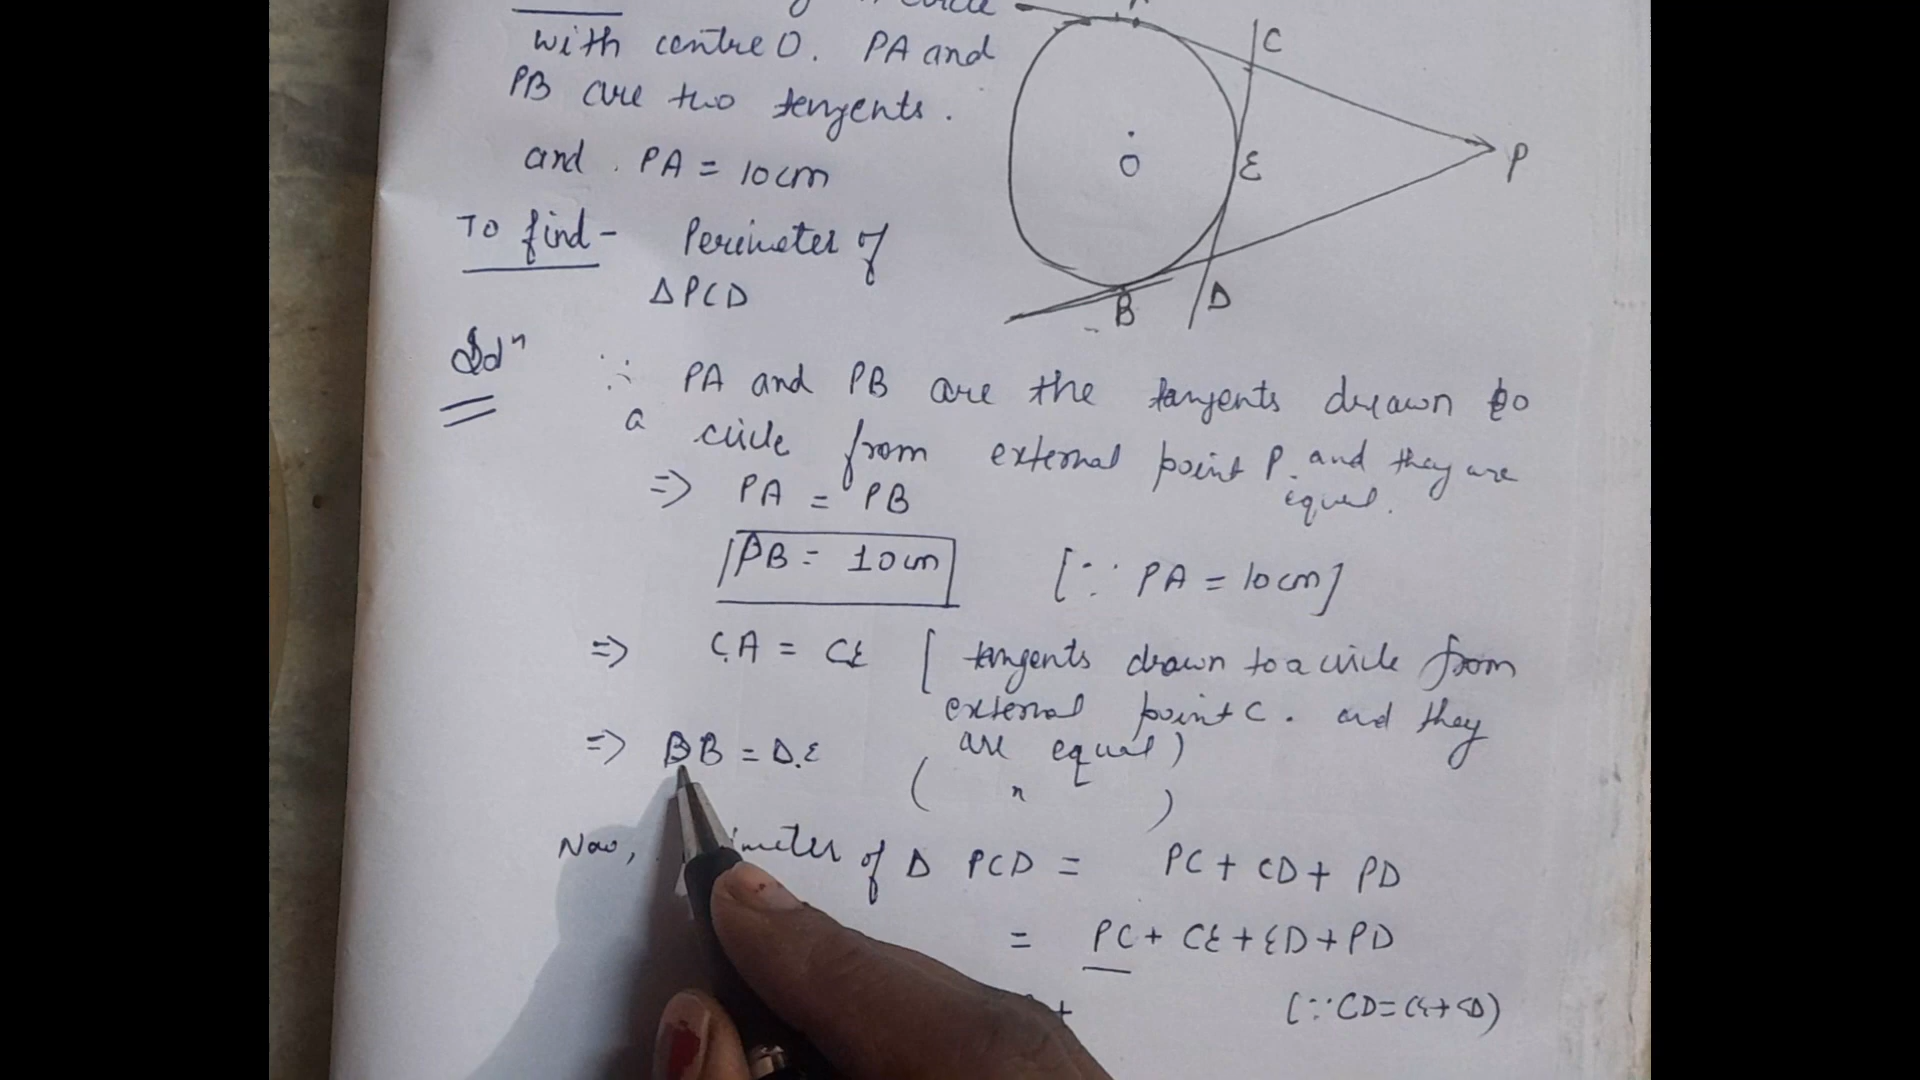 circle
with centre O. PA and
PB are two tengents.
and . PA = 10cm
To find - Perimeter of
Δ PCD
Solⁿ
∵ PA and PB are the tangents drawn to
a circle from external point P. and they are
equal.
=> PA = PB
PB = 10cm [∵ PA = 10cm]
=> CA = CE [tangents drawn to a circle from
external point C. and they
are equal)
=> BB = DE ( " )
Now, of Δ PCD = PC + CD + PD
= PC + CE + ED + PD
+ (∵ CD = CE + ED)
C
E
O
P
B
D